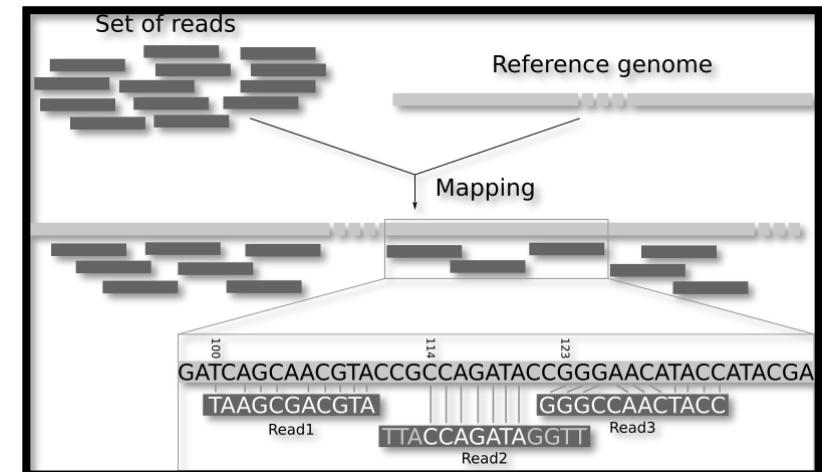 Set of reads
Reference genome
Mapping
100
114
123
GATCAGCAACGTACCGCCAGATACCGGGAACATACCATACGA
TAAGCGACGTA
GGGCCAACTACC
Read1
TTACCAGATAGGTT
Read3
Read2